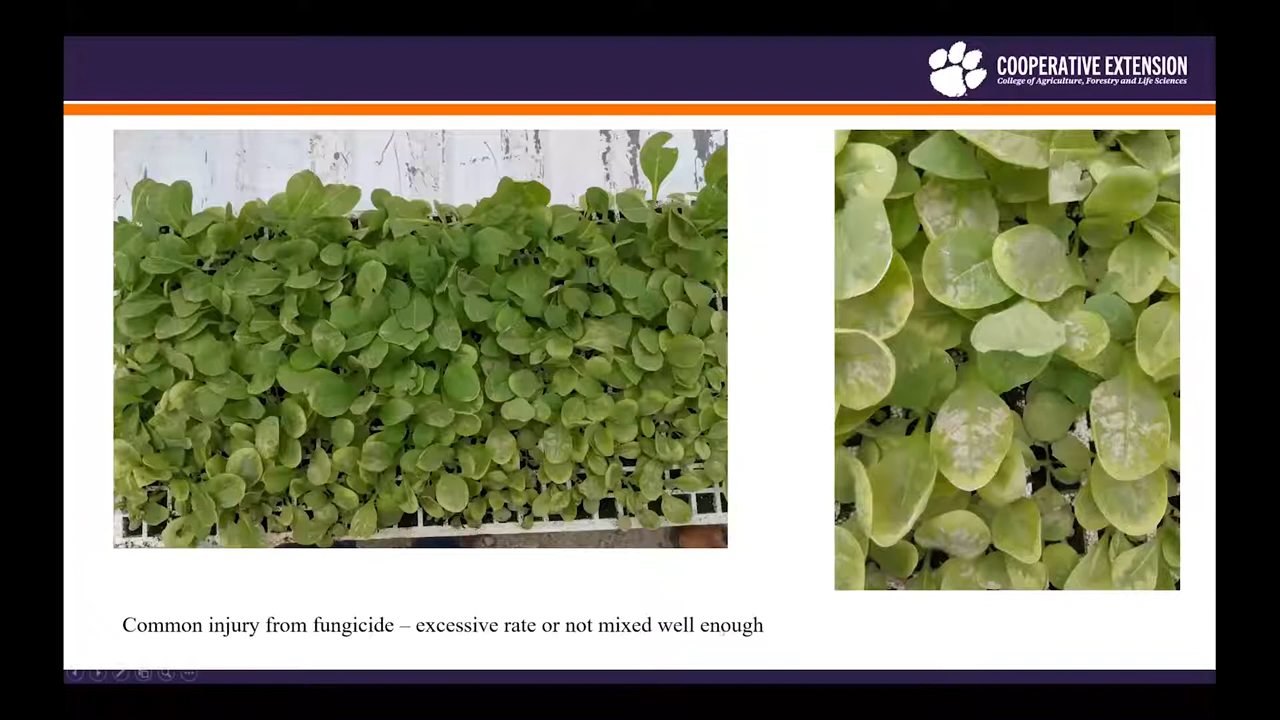 COOPERATIVE EXTENSION
College of Agriculture, Forestry and Life Sciences
Common injury from fungicide – excessive rate or not mixed well enough